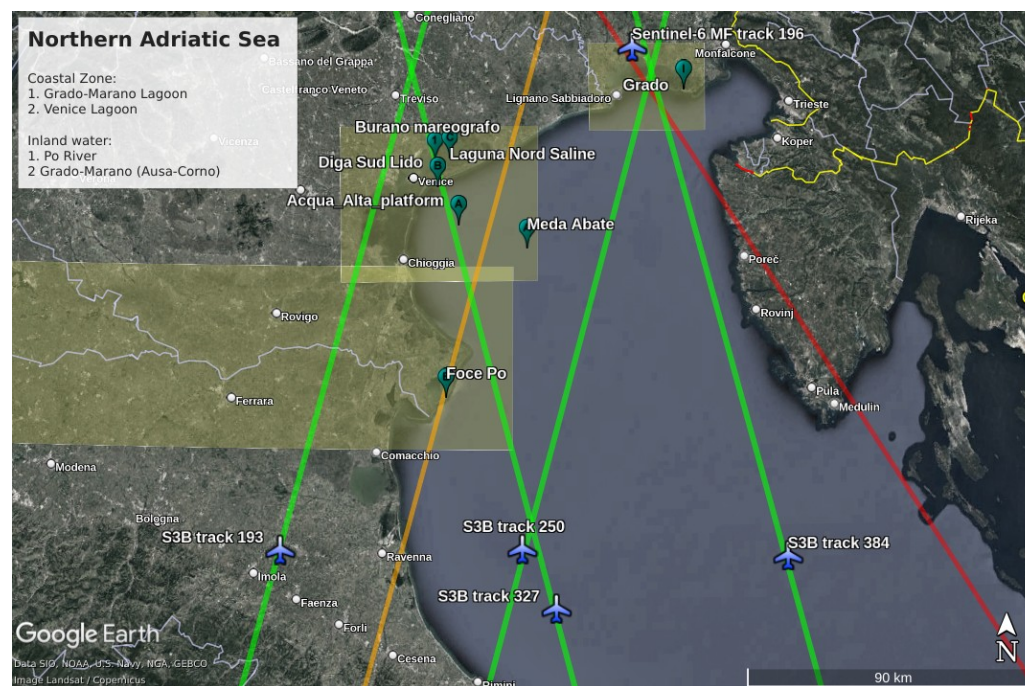 Northern Adriatic Sea
Coastal Zone:
1. Grado-Marano Lagoon
2. Venice Lagoon
Inland water:
1. Po River
2 Grado-Marano (Ausa-Corno)
Conegliano
Bassano del Grappa
Castelfranco Veneto
Vicenza
Treviso
Sentinel-6 MF track 196
Monfalcone
I
Grado
Lignano Sabbiadoro
Trieste
Koper
Burano mareografo
Laguna Nord Saline
Diga Sud Lido
B
Venice
Acqua_Alta_platform
A
Meda Abate
Rijeka
Chioggia
Poreč
Rovigo
Rovinj
Foce Po
Ferrara
Pula
Medulin
Comacchio
Modena
Bologna
S3B track 193
S3B track 250
S3B track 384
Ravenna
Imola
S3B track 327
Faenza
Forli
Cesena
Rimini
Google Earth
Data SIO, NOAA, U.S. Navy, NGA, GEBCO
Image Landsat / Copernicus
N
90 km